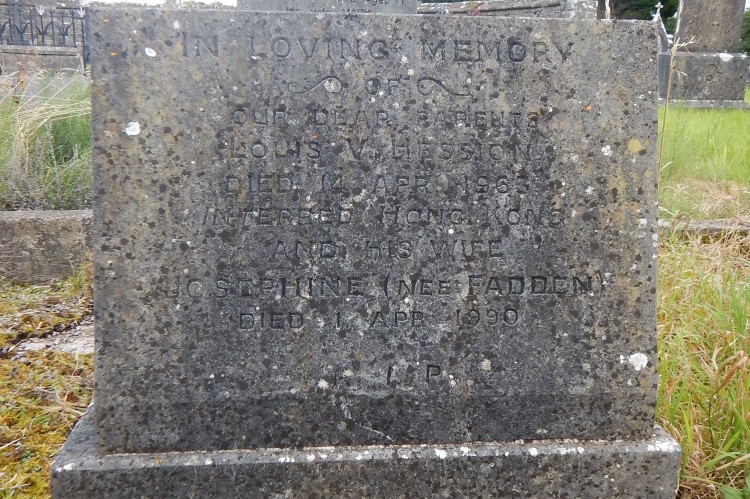 IN LOVING MEMORY
OF
OUR DEAR PARENTS
LOUIS V. HESSION
DIED 14 APR 1963
INTERRED HONG KONG
AND HIS WIFE
JOSEPHINE (NEE FADDEN)
DIED 1 APR 1990
R. I. P.